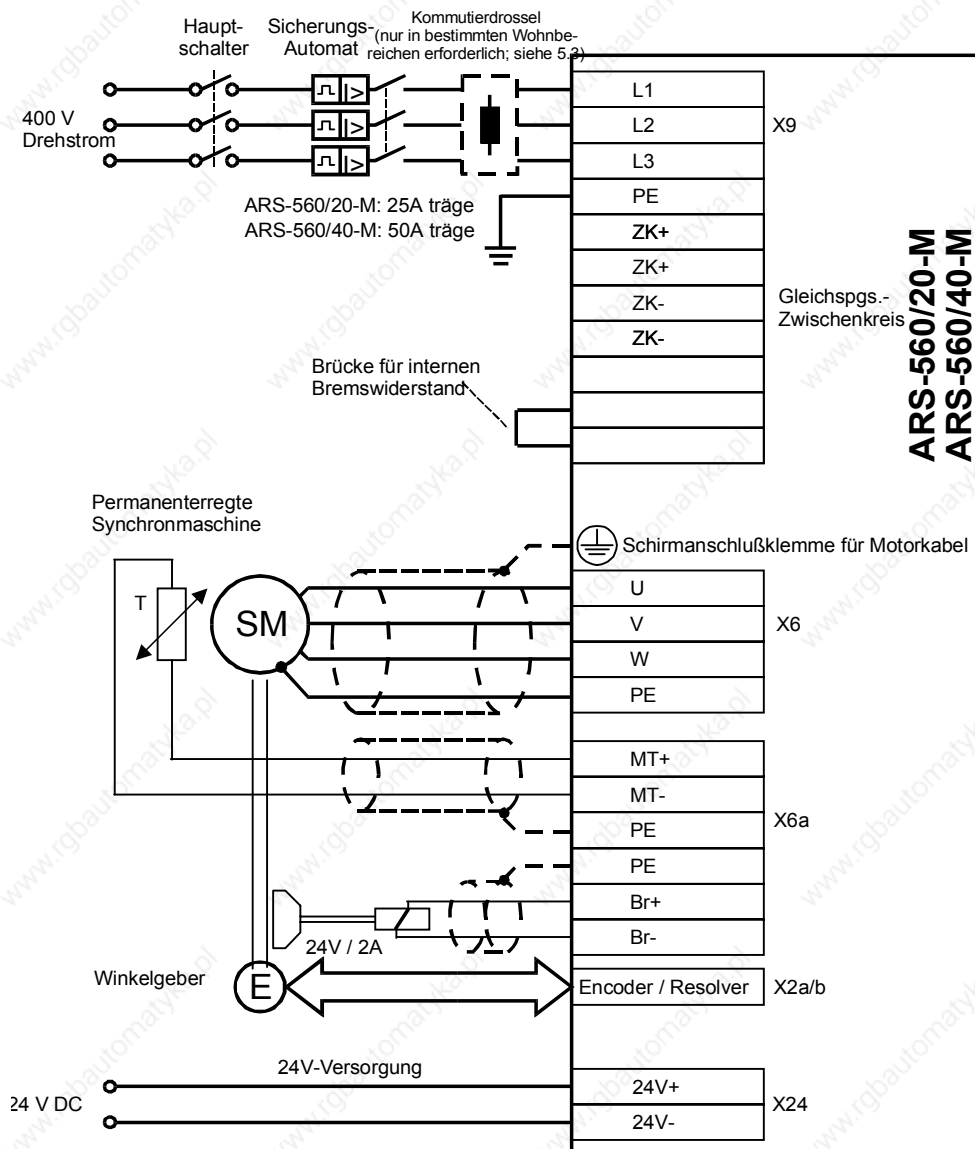 Haupt-
schalter
Sicherungs-
Automat
Kommutierdrossel
(nur in bestimmten Wohnbe-
reichen erforderlich; siehe 5.3)
400 V
Drehstrom
L1
L2
L3
PE
ZK+
ZK+
ZK-
ZK-
X9
ARS-560/20-M: 25A träge
ARS-560/40-M: 50A träge
Gleichspgs.-
Zwischenkreis
ARS-560/20-M
ARS-560/40-M
Brücke für internen
Bremswiderstand
Permanenterregte
Synchronmaschine
Schirmanschlußklemme für Motorkabel
T
SM
U
V
W
PE
X6
MT+
MT-
PE
PE
Br+
Br-
X6a
24V / 2A
Winkelgeber
E
Encoder / Resolver
X2a/b
24V-Versorgung
24 V DC
24V+
24V-
X24
www.rgbautomatyka.pl